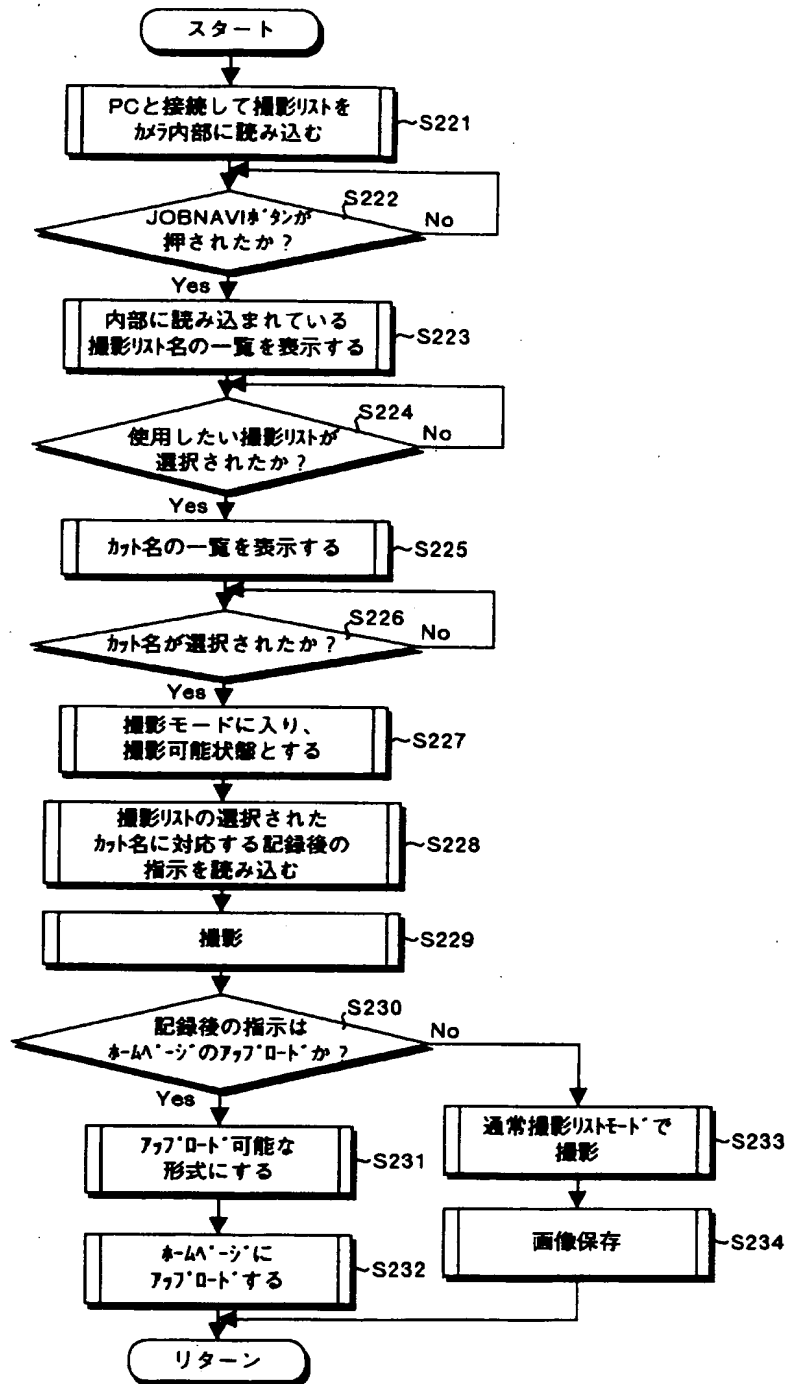 スタート
PCと接続して撮影ﾘｽﾄを
ｶﾒﾗ内部に読み込む
S221
S222
JOBNAVIﾎﾞﾀﾝが
押されたか?
No
Yes
内部に読み込まれている
撮影ﾘｽﾄ名の一覧を表示する
S223
S224
使用したい撮影ﾘｽﾄが
選択されたか?
No
Yes
ｶｯﾄ名の一覧を表示する
S225
S226
ｶｯﾄ名が選択されたか?
No
Yes
撮影モードに入り、
撮影可能状態とする
S227
撮影リストの選択された
ｶｯﾄ名に対応する記録後の
指示を読み込む
S228
撮影
S229
S230
記録後の指示は
ﾎｰﾑﾍﾟｰｼﾞのｱｯﾌﾟﾛｰﾄﾞか?
No
Yes
ｱｯﾌﾟﾛｰﾄﾞ可能な
形式にする
S231
通常撮影ﾘｽﾄﾓｰﾄﾞで
撮影
S233
ﾎｰﾑﾍﾟｰｼﾞに
ｱｯﾌﾟﾛｰﾄﾞする
S232
画像保存
S234
リターン